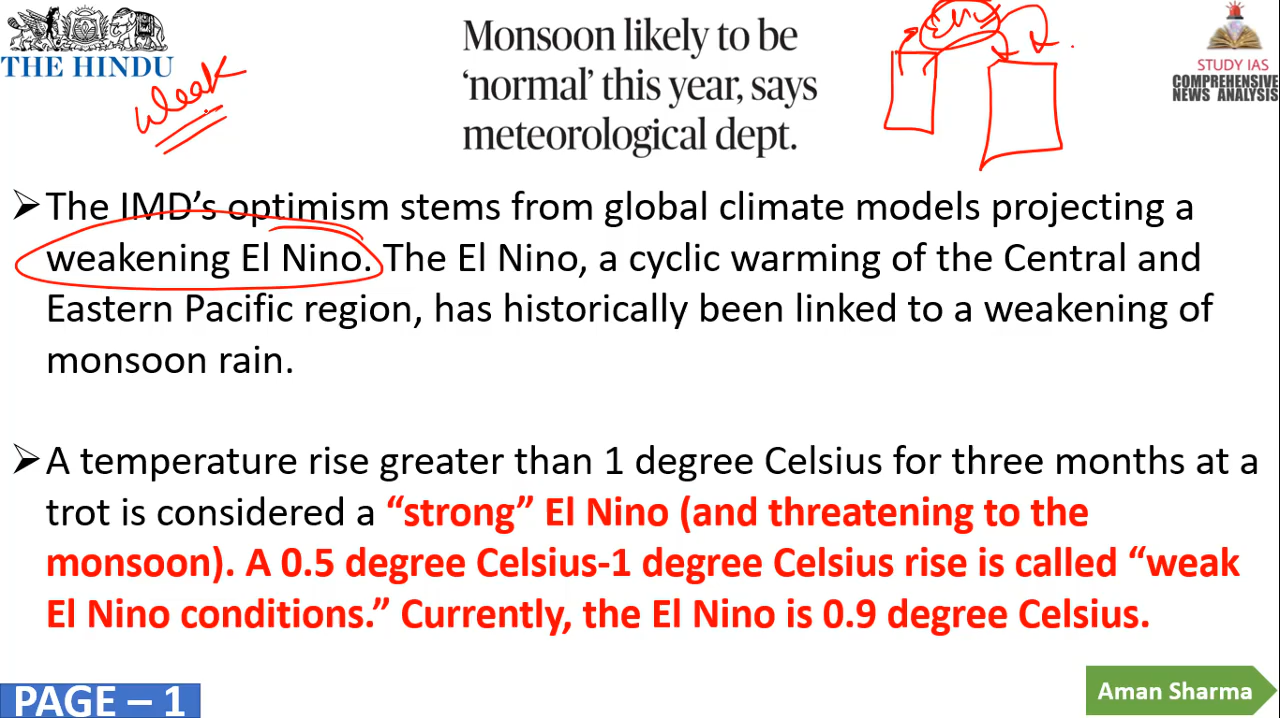 THE HINDU
weak
Monsoon likely to be
‘normal’ this year, says
meteorological dept.
STUDY IAS
COMPREHENSIVE
NEWS ANALYSIS
➢ The IMD’s optimism stems from global climate models projecting a
weakening El Nino. The El Nino, a cyclic warming of the Central and
Eastern Pacific region, has historically been linked to a weakening of
monsoon rain.
➢ A temperature rise greater than 1 degree Celsius for three months at a
trot is considered a “strong” El Nino (and threatening to the
monsoon). A 0.5 degree Celsius-1 degree Celsius rise is called “weak
El Nino conditions.” Currently, the El Nino is 0.9 degree Celsius.
PAGE – 1
Aman Sharma